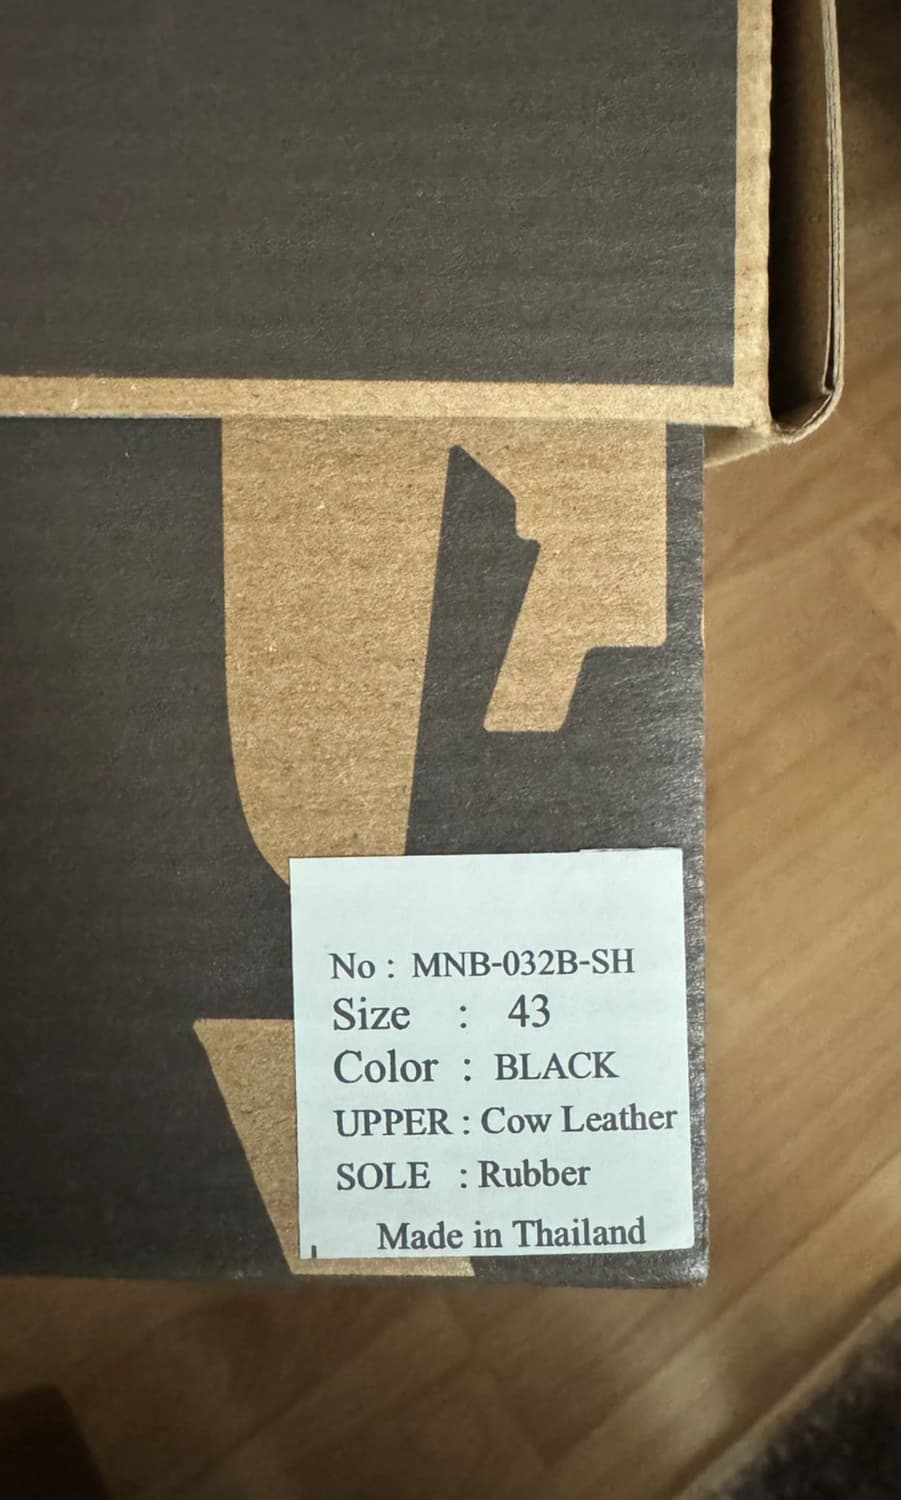 No : MNB-032B-SH
Size : 43
Color : BLACK
UPPER : Cow Leather
SOLE : Rubber
Made in Thailand